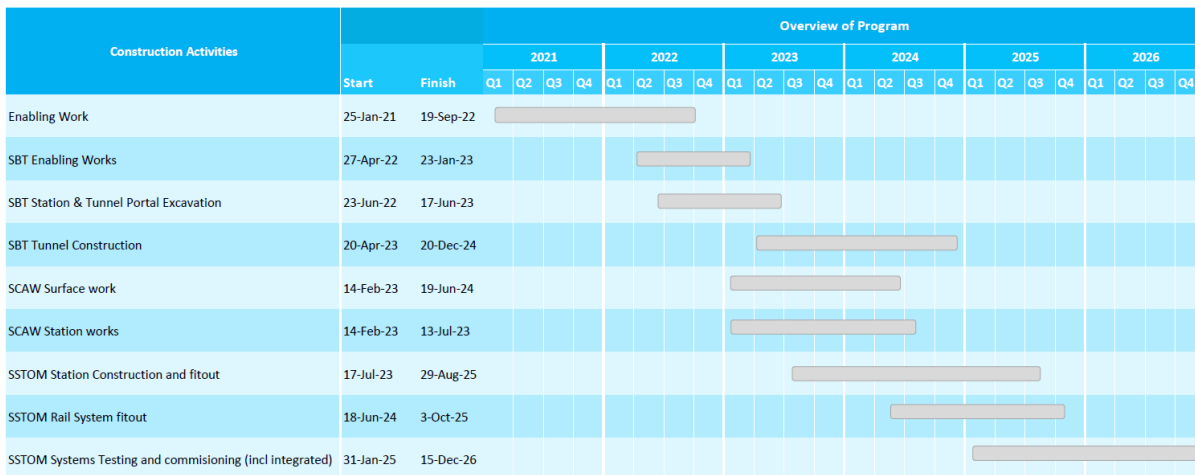 Construction Activities Overview of Program
2021 2022 2023 2024 2025 2026
Start Finish Q1 Q2 Q3 Q4 Q1 Q2 Q3 Q4 Q1 Q2 Q3 Q4 Q1 Q2 Q3 Q4 Q1 Q2 Q3 Q4 Q1 Q2 Q3 Q4
Enabling Work 25-Jan-21 19-Sep-22
SBT Enabling Works 27-Apr-22 23-Jan-23
SBT Station & Tunnel Portal Excavation 23-Jun-22 17-Jun-23
SBT Tunnel Construction 20-Apr-23 20-Dec-24
SCAW Surface work 14-Feb-23 19-Jun-24
SCAW Station works 14-Feb-23 13-Jul-23
SSTOM Station Construction and fitout 17-Jul-23 29-Aug-25
SSTOM Rail System fitout 18-Jun-24 3-Oct-25
SSTOM Systems Testing and commisioning (incl integrated) 31-Jan-25 15-Dec-26